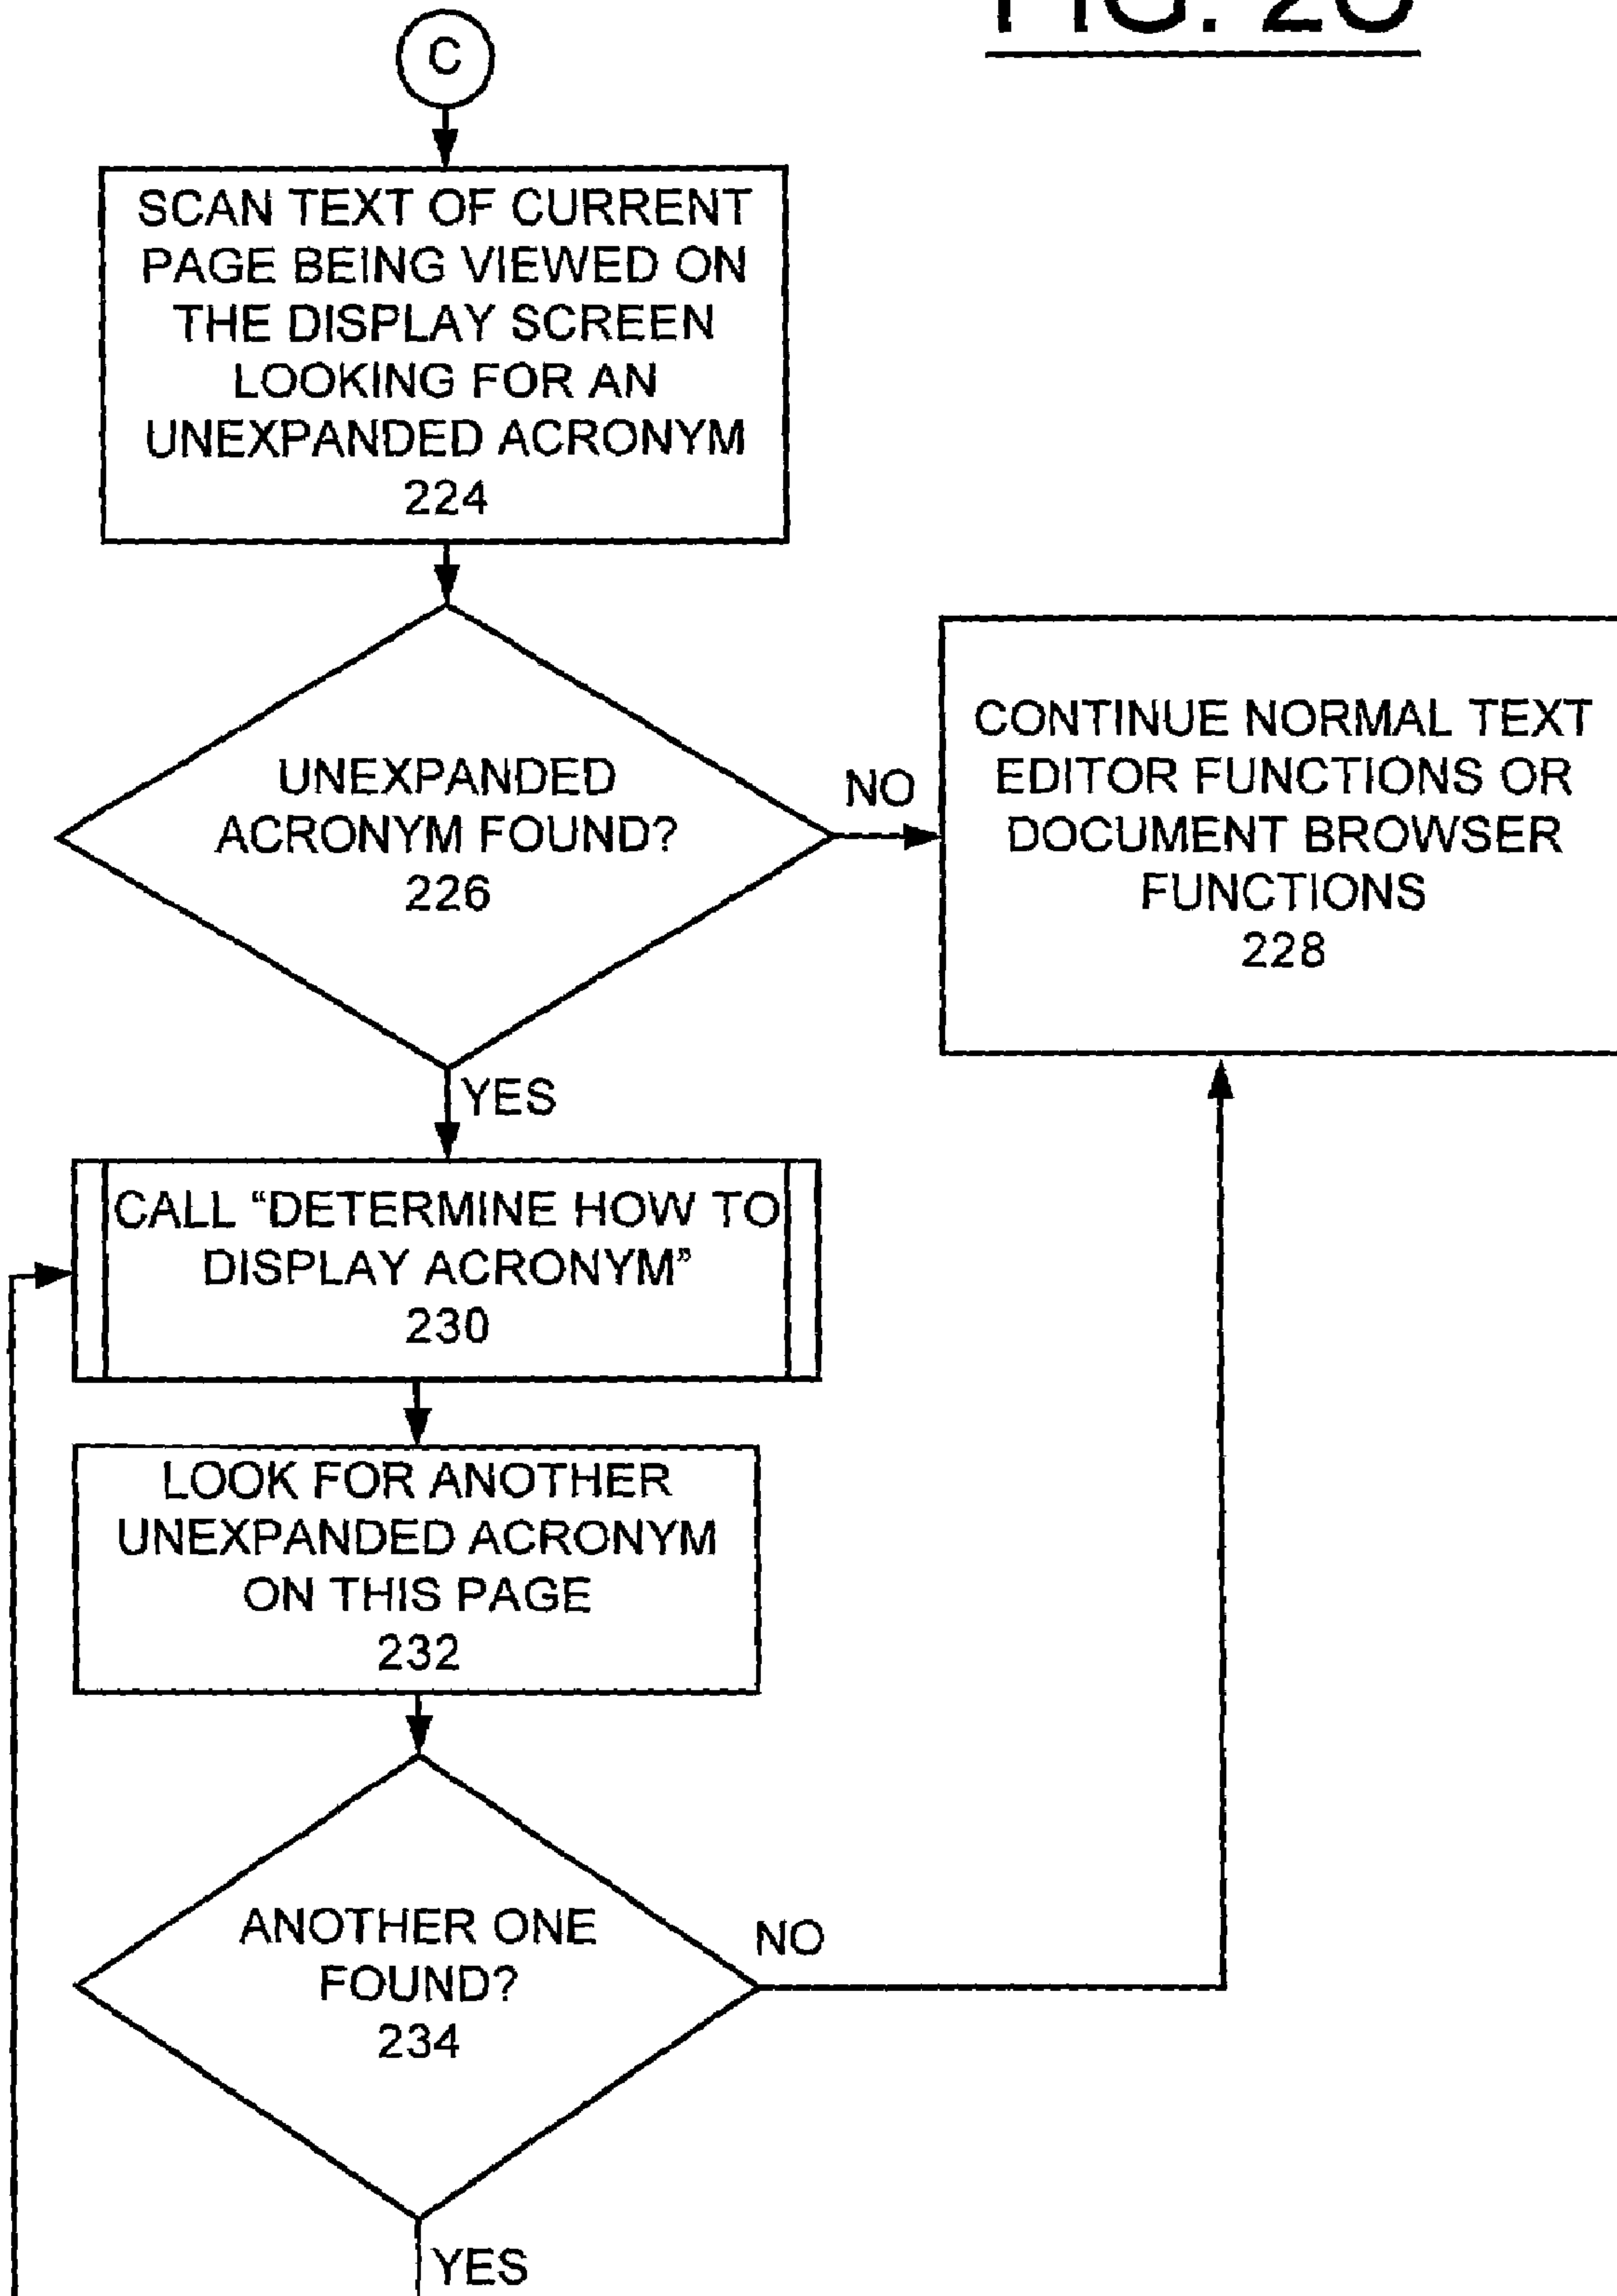 FIG. 2C
C
SCAN TEXT OF CURRENT
PAGE BEING VIEWED ON
THE DISPLAY SCREEN
LOOKING FOR AN
UNEXPANDED ACRONYM
224
UNEXPANDED
ACRONYM FOUND?
226
NO
CONTINUE NORMAL TEXT
EDITOR FUNCTIONS OR
DOCUMENT BROWSER
FUNCTIONS
228
YES
CALL “DETERMINE HOW TO
DISPLAY ACRONYM”
230
LOOK FOR ANOTHER
UNEXPANDED ACRONYM
ON THIS PAGE
232
ANOTHER ONE
FOUND?
234
NO
YES